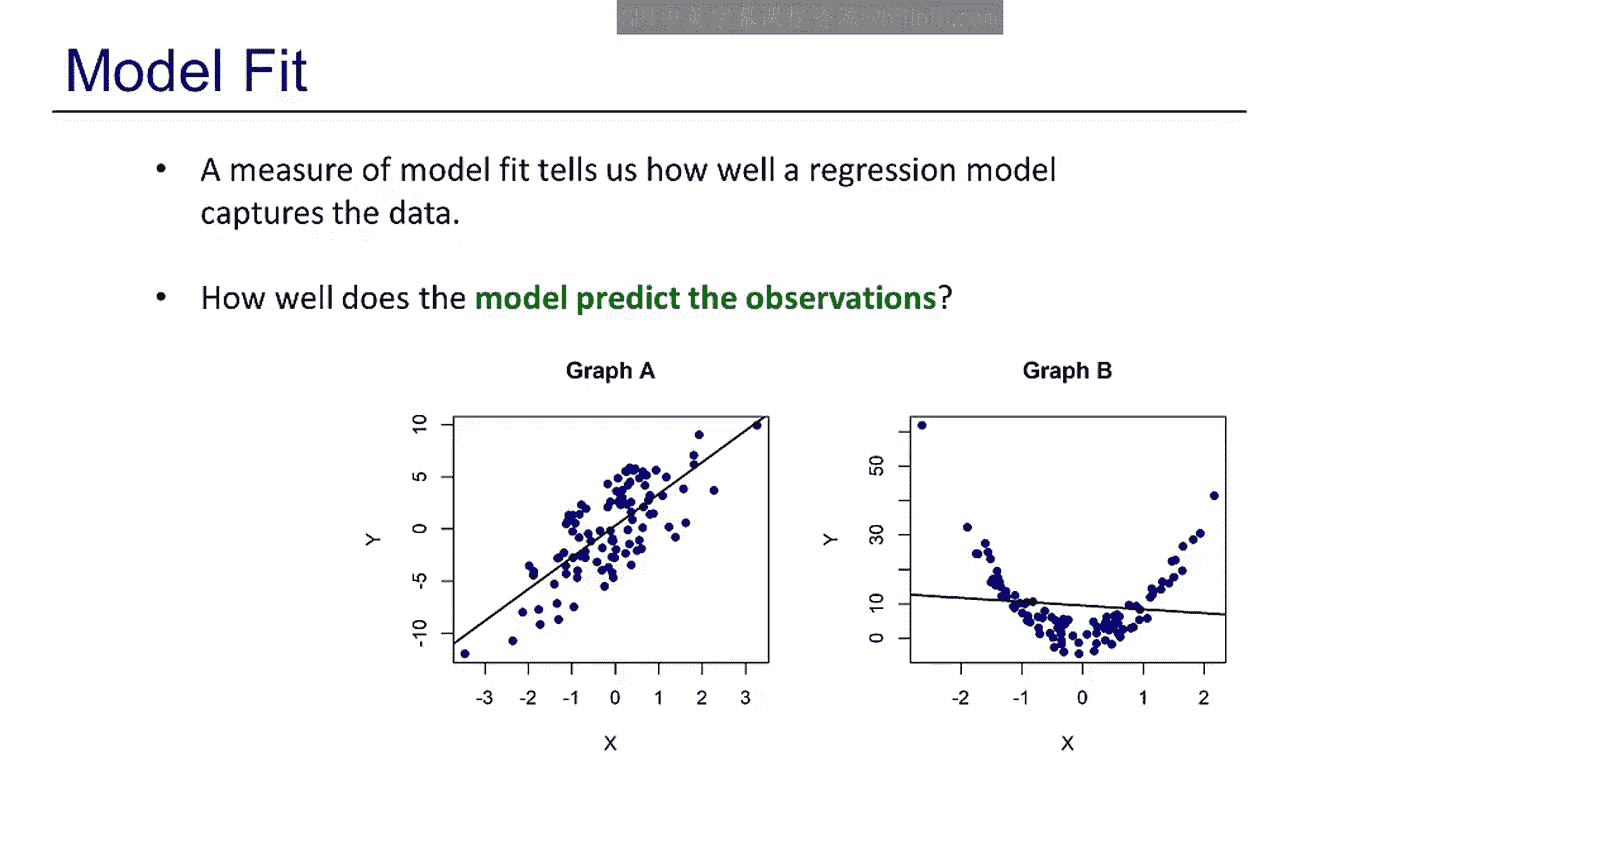 Model Fit
• A measure of model fit tells us how well a regression model
captures the data.
• How well does the model predict the observations?
Graph A
Graph B
10
5
0
-5
-10
Y
-3 -2 -1 0 1 2 3
X
50
30
10
0
Y
-2 -1 0 1 2
X